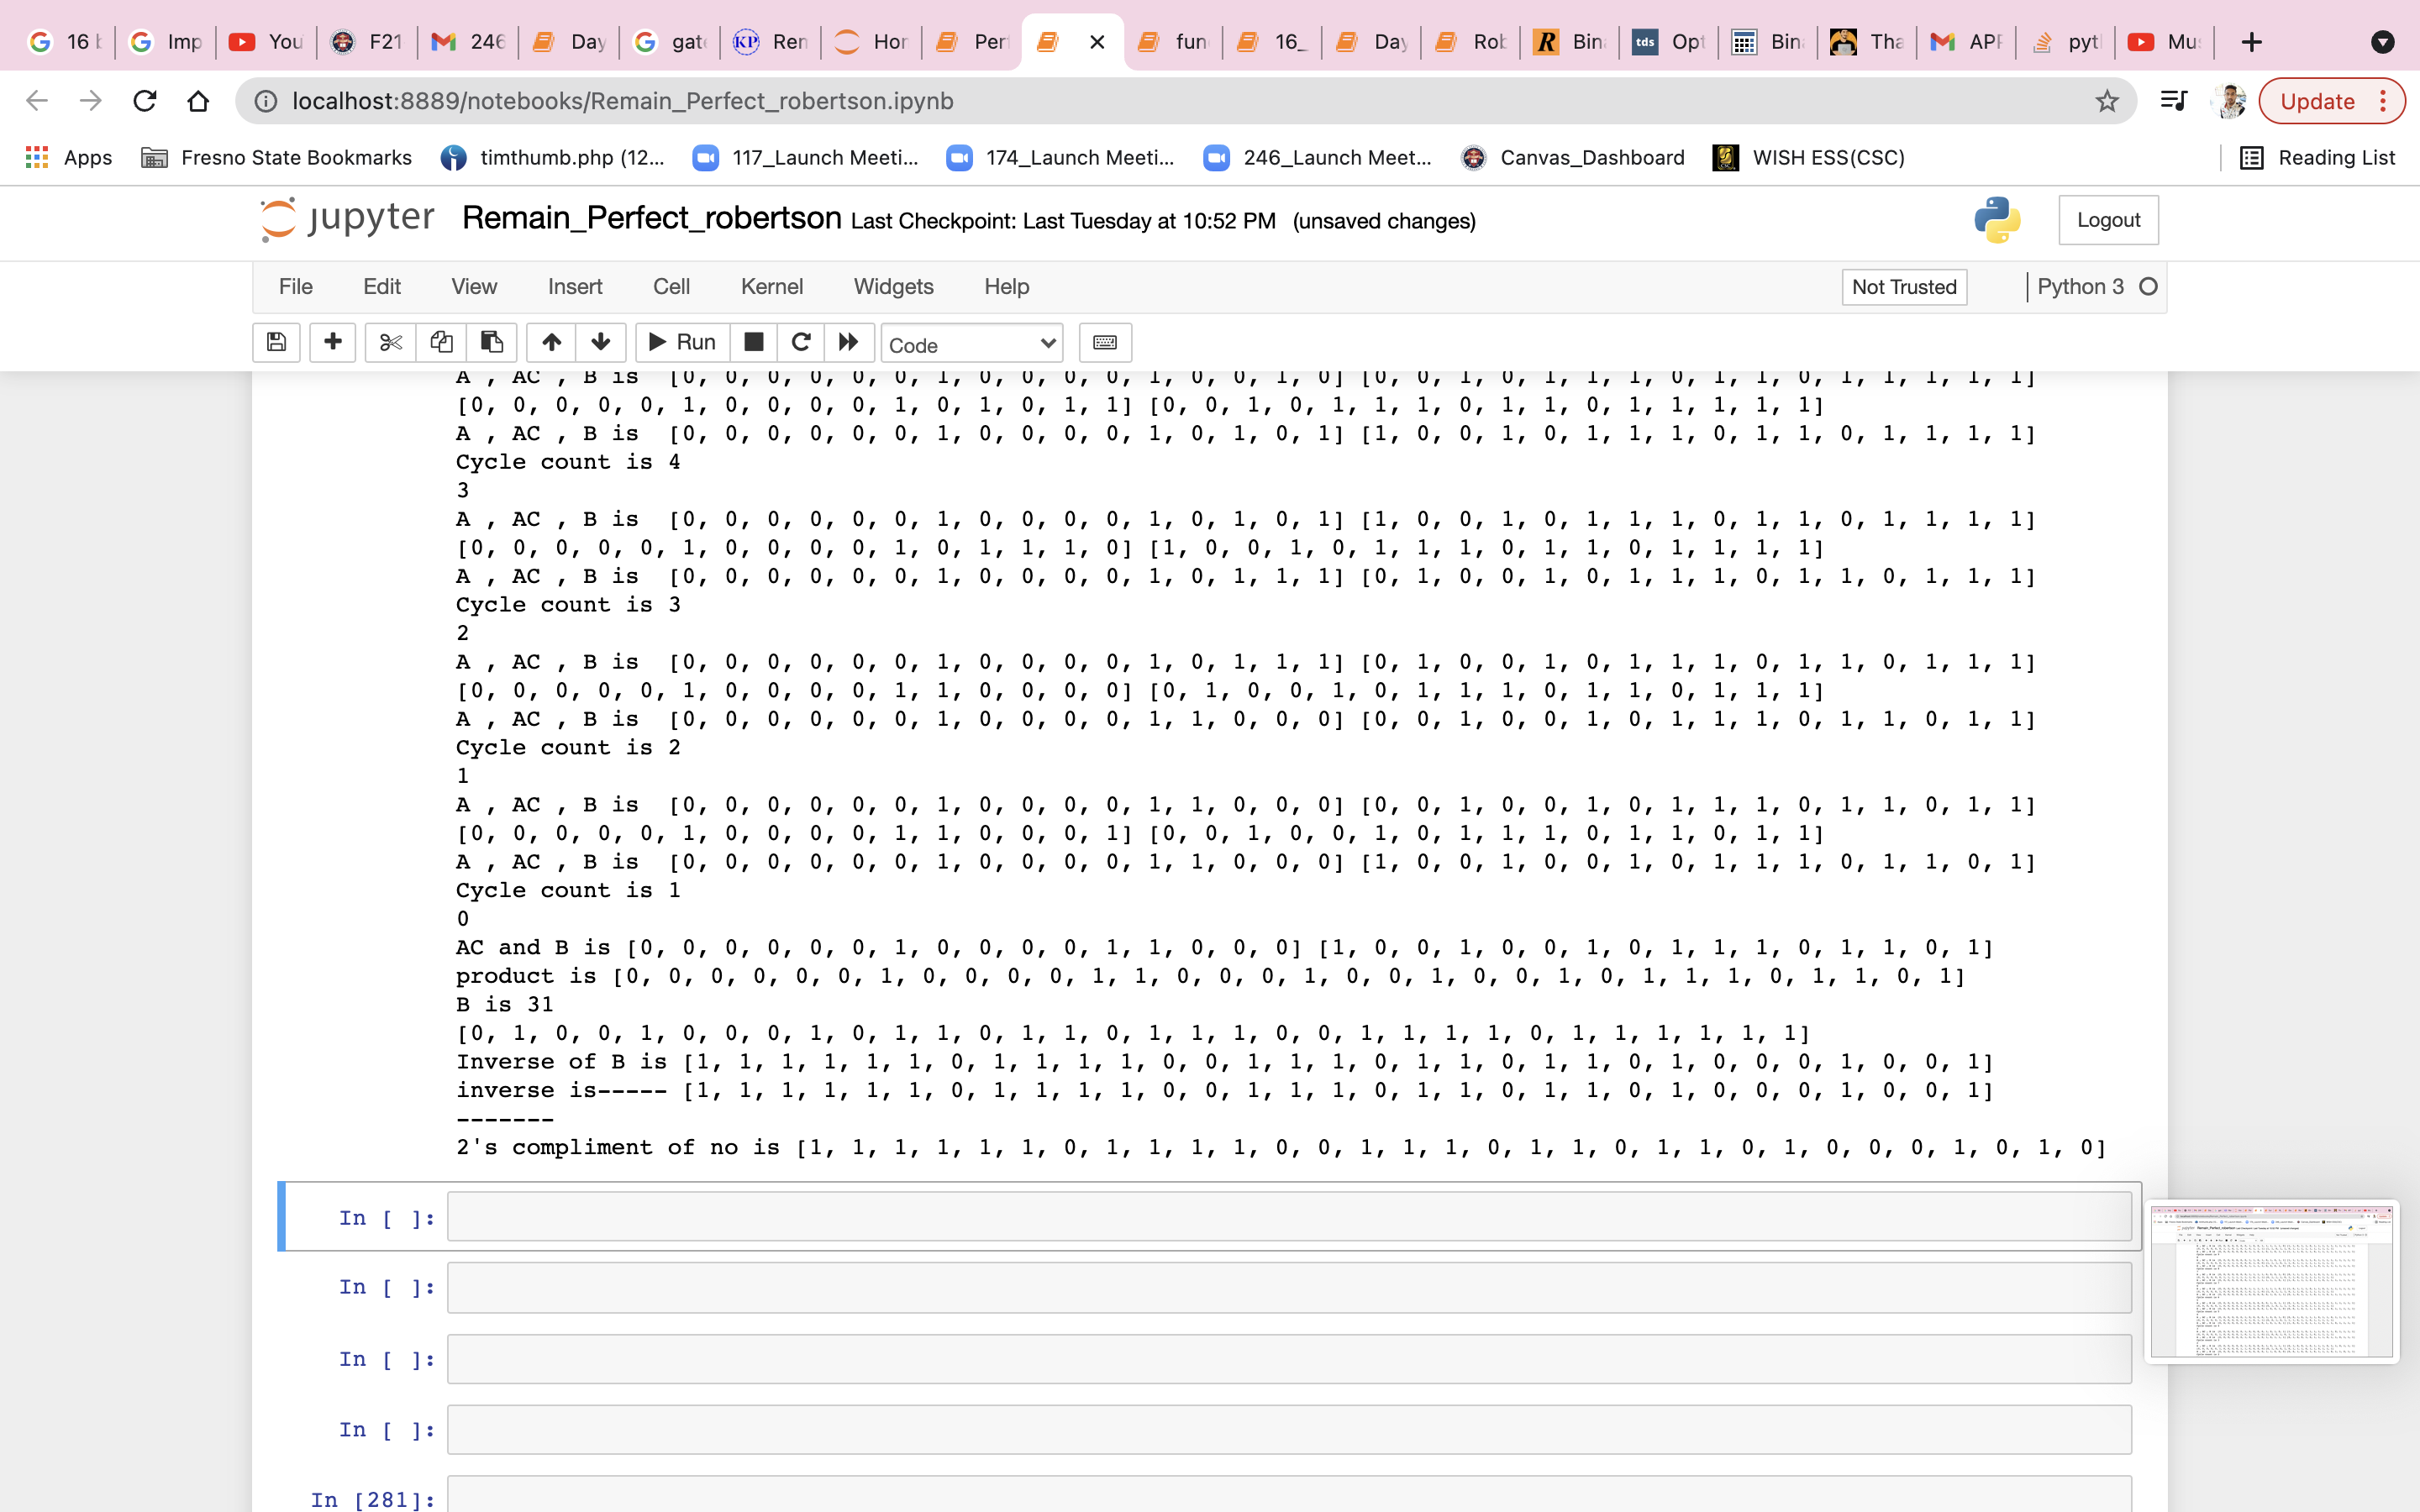 16 b
Imp
You
F21
246
Day
gate
KP
Ren
Hor
Per
fun
16_
Day
Rob
R
Bin
tds
Opt
Bin
Tha
APF
pyt
Mus
localhost:8889/notebooks/Remain_Perfect_robertson.ipynb
Update
Apps
Fresno State Bookmarks
timthumb.php (12...
117_Launch Meeti...
174_Launch Meeti...
246_Launch Meet...
Canvas_Dashboard
WISH ESS(CSC)
Reading List
jupyter
Remain_Perfect_robertson Last Checkpoint: Last Tuesday at 10:52 PM (unsaved changes)
Logout
File Edit View Insert Cell Kernel Widgets Help
Not Trusted
Python 3
Run
Code
A , AC , B is  [0, 0, 0, 0, 0, 0, 1, 0, 0, 0, 0, 1, 0, 0, 1, 0] [0, 0, 1, 0, 1, 1, 1, 0, 1, 1, 0, 1, 1, 1, 1, 1]
[0, 0, 0, 0, 0, 1, 0, 0, 0, 0, 1, 0, 1, 0, 1, 1] [0, 0, 1, 0, 1, 1, 1, 0, 1, 1, 0, 1, 1, 1, 1, 1]
A , AC , B is  [0, 0, 0, 0, 0, 0, 1, 0, 0, 0, 0, 1, 0, 1, 0, 1] [1, 0, 0, 1, 0, 1, 1, 1, 0, 1, 1, 0, 1, 1, 1, 1]
Cycle count is 4
3
A , AC , B is  [0, 0, 0, 0, 0, 0, 1, 0, 0, 0, 0, 1, 0, 1, 0, 1] [1, 0, 0, 1, 0, 1, 1, 1, 0, 1, 1, 0, 1, 1, 1, 1]
[0, 0, 0, 0, 0, 1, 0, 0, 0, 0, 1, 0, 1, 1, 1, 0] [1, 0, 0, 1, 0, 1, 1, 1, 0, 1, 1, 0, 1, 1, 1, 1]
A , AC , B is  [0, 0, 0, 0, 0, 0, 1, 0, 0, 0, 0, 1, 0, 1, 1, 1] [0, 1, 0, 0, 1, 0, 1, 1, 1, 0, 1, 1, 0, 1, 1, 1]
Cycle count is 3
2
A , AC , B is  [0, 0, 0, 0, 0, 0, 1, 0, 0, 0, 0, 1, 0, 1, 1, 1] [0, 1, 0, 0, 1, 0, 1, 1, 1, 0, 1, 1, 0, 1, 1, 1]
[0, 0, 0, 0, 0, 1, 0, 0, 0, 0, 1, 1, 0, 0, 0, 0] [0, 1, 0, 0, 1, 0, 1, 1, 1, 0, 1, 1, 0, 1, 1, 1]
A , AC , B is  [0, 0, 0, 0, 0, 0, 1, 0, 0, 0, 0, 1, 1, 0, 0, 0] [0, 0, 1, 0, 0, 1, 0, 1, 1, 1, 0, 1, 1, 0, 1, 1]
Cycle count is 2
1
A , AC , B is  [0, 0, 0, 0, 0, 0, 1, 0, 0, 0, 0, 1, 1, 0, 0, 0] [0, 0, 1, 0, 0, 1, 0, 1, 1, 1, 0, 1, 1, 0, 1, 1]
[0, 0, 0, 0, 0, 1, 0, 0, 0, 0, 1, 1, 0, 0, 0, 1] [0, 0, 1, 0, 0, 1, 0, 1, 1, 1, 0, 1, 1, 0, 1, 1]
A , AC , B is  [0, 0, 0, 0, 0, 0, 1, 0, 0, 0, 0, 1, 1, 0, 0, 0] [1, 0, 0, 1, 0, 0, 1, 0, 1, 1, 1, 0, 1, 1, 0, 1]
Cycle count is 1
0
AC and B is [0, 0, 0, 0, 0, 0, 1, 0, 0, 0, 0, 1, 1, 0, 0, 0] [1, 0, 0, 1, 0, 0, 1, 0, 1, 1, 1, 0, 1, 1, 0, 1]
product is [0, 0, 0, 0, 0, 0, 1, 0, 0, 0, 0, 1, 1, 0, 0, 0, 1, 0, 0, 1, 0, 0, 1, 0, 1, 1, 1, 0, 1, 1, 0, 1]
B is 31
[0, 1, 0, 0, 1, 0, 0, 0, 1, 0, 1, 1, 0, 1, 1, 0, 1, 1, 1, 0, 0, 1, 1, 1, 1, 0, 1, 1, 1, 1, 1, 1]
Inverse of B is [1, 1, 1, 1, 1, 1, 0, 1, 1, 1, 1, 0, 0, 1, 1, 1, 0, 1, 1, 0, 1, 1, 0, 1, 0, 0, 0, 1, 0, 0, 1]
inverse is----- [1, 1, 1, 1, 1, 1, 0, 1, 1, 1, 1, 0, 0, 1, 1, 1, 0, 1, 1, 0, 1, 1, 0, 1, 0, 0, 0, 1, 0, 0, 1]
-------
2's compliment of no is [1, 1, 1, 1, 1, 1, 0, 1, 1, 1, 1, 0, 0, 1, 1, 1, 0, 1, 1, 0, 1, 1, 0, 1, 0, 0, 0, 1, 0, 1, 0]
In [ ]:
In [ ]:
In [ ]:
In [ ]:
In [281]: